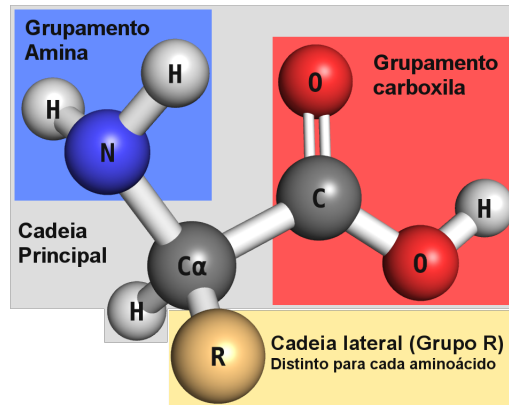 Grupamento
Amina
H
H
N
Grupamento
carboxila
O
C
H
O
Cadeia
Principal
Cα
H
R
Cadeia lateral (Grupo R)
Distinto para cada aminoácido